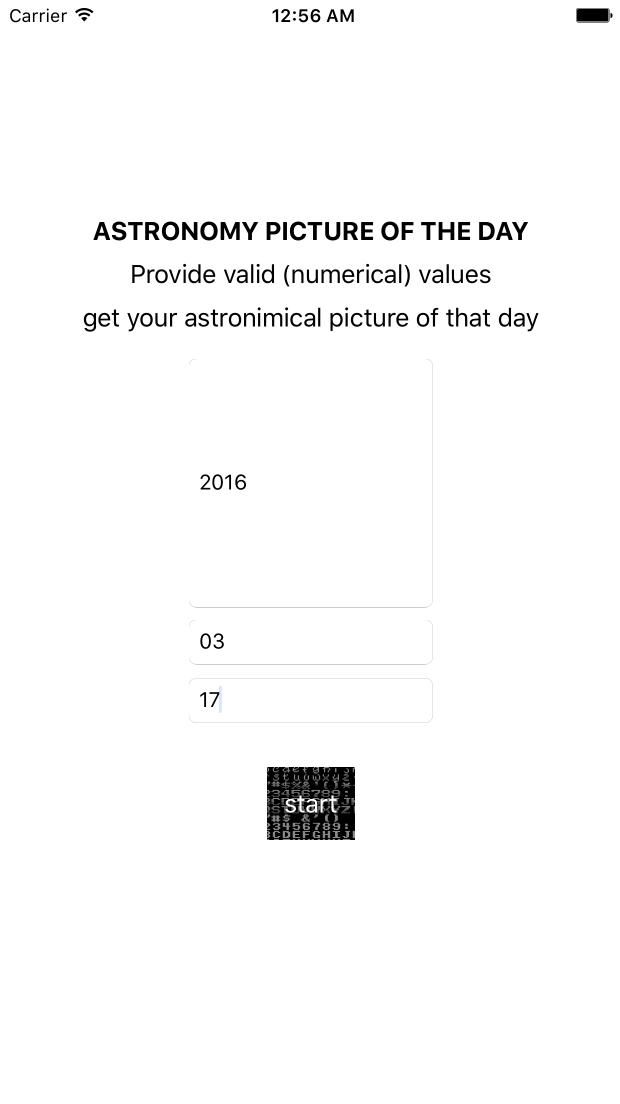 Carrier 12:56 AM
ASTRONOMY PICTURE OF THE DAY
Provide valid (numerical) values
get your astronimical picture of that day
2016
03
17
start